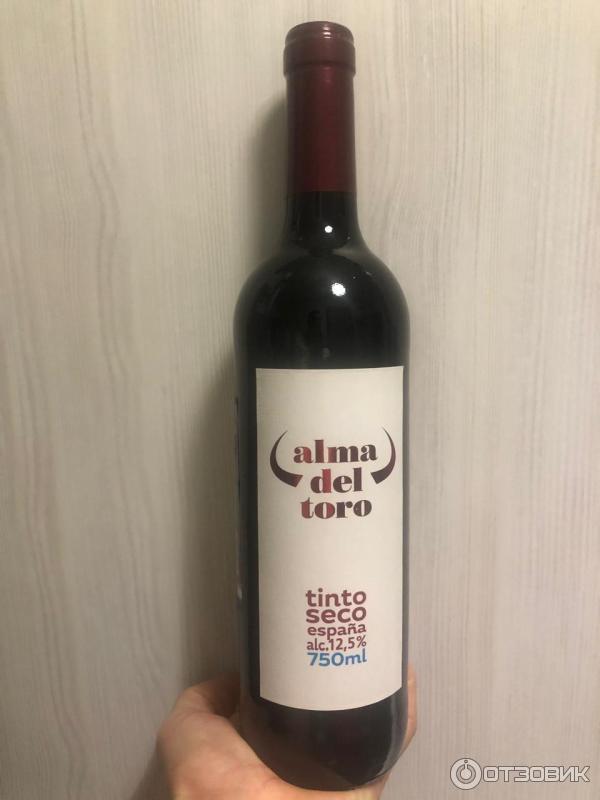 alma
del
toro
tinto
seco
españa
alc.12,5%
750ml
ОТЗОВИК